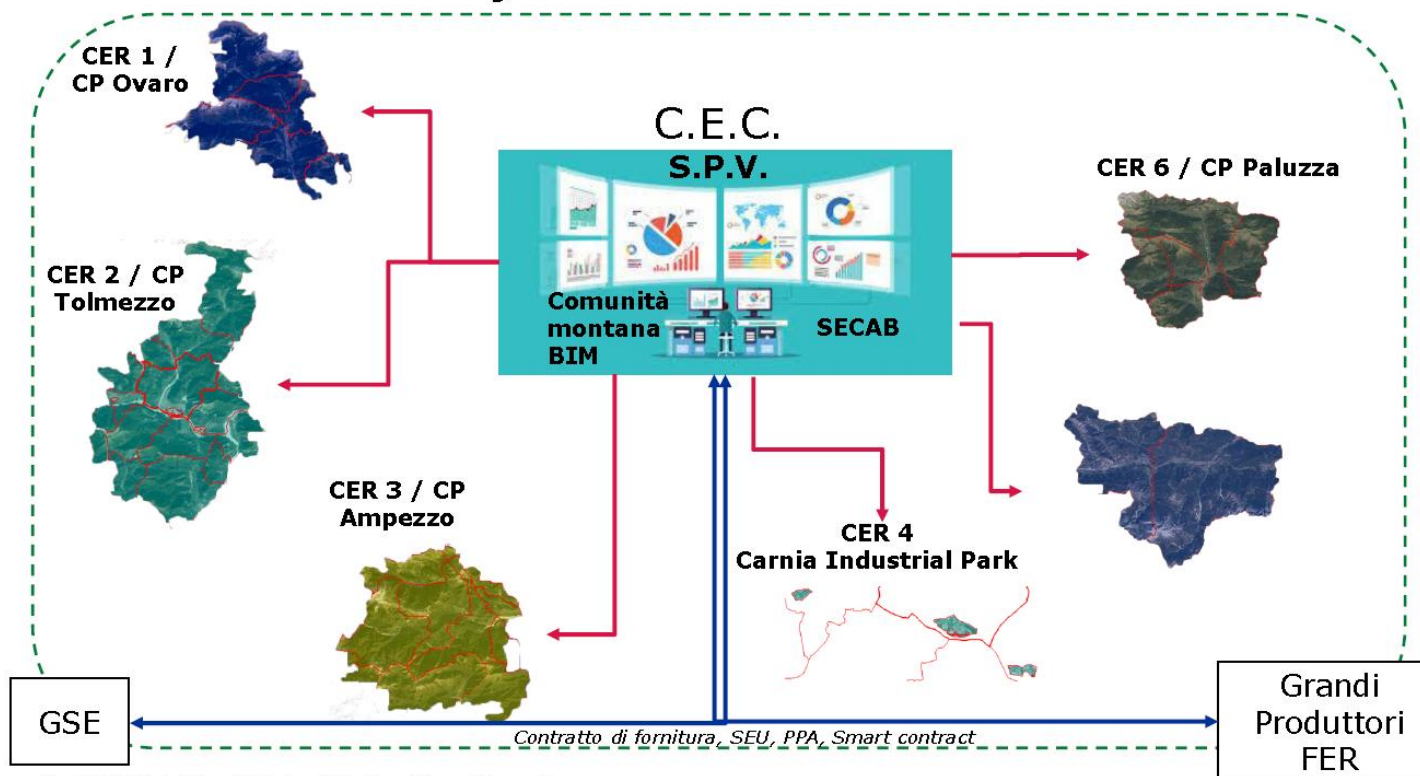 CER 1 /
CP Ovaro
C.E.C.
S.P.V.
CER 6 / CP Paluzza
CER 2 / CP
Tolmezzo
Comunità
montana
BIM
SECAB
CER 3 / CP
Ampezzo
CER 4
Carnia Industrial Park
GSE
Contratto di fornitura, SEU, PPA, Smart contract
Grandi
Produttori
FER